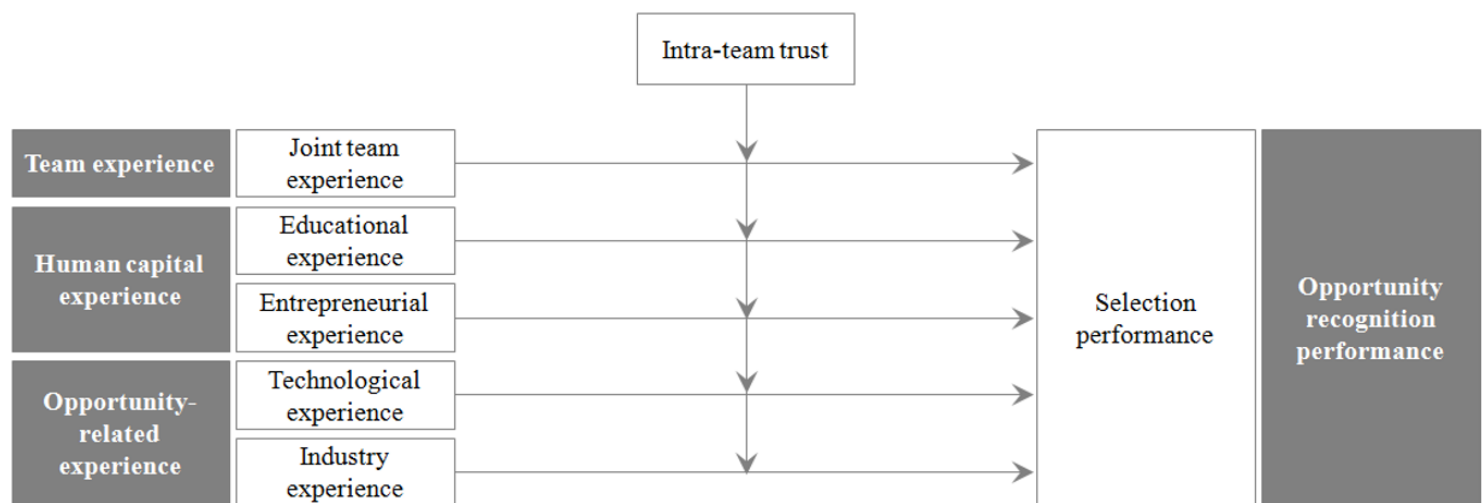 Intra-team trust
Team experience
Joint team
experience
Human capital
experience
Educational
experience
Entrepreneurial
experience
Opportunity-
related
experience
Technological
experience
Industry
experience
Selection
performance
Opportunity
recognition
performance